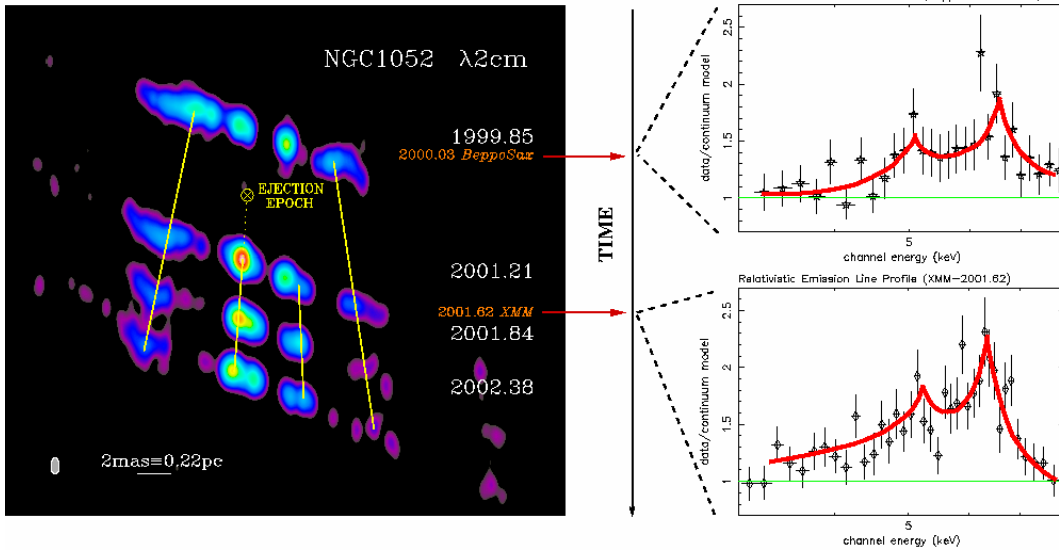 NGC1052 λ2cm
1999.85
2000.03 BeppoSax
⊗ EJECTION
EPOCH
2001.21
2001.62 XMM
2001.84
2002.38
2mas≡0.22pc
TIME
data/continuum model
2.5
2
1.5
1
5
channel energy (keV)
Relativistic Emission Line Profile (XMM−2001.62)
data/continuum model
2.5
2
1.5
1
5
channel energy (keV)